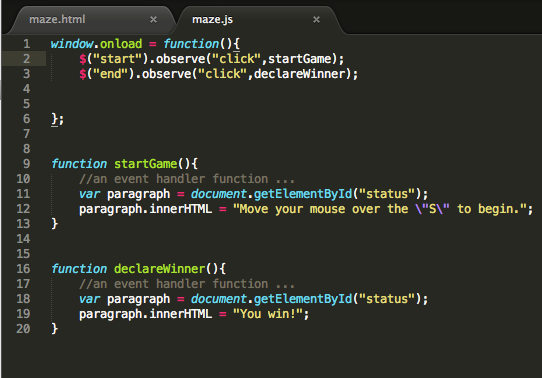 maze.html × maze.js ×
1 window.onload = function(){
2 $("start").observe("click",startGame);
3 $("end").observe("click",declareWinner);
4
5
6 };
7
8
9 function startGame(){
10 //an event handler function ...
11 var paragraph = document.getElementById("status");
12 paragraph.innerHTML = "Move your mouse over the \"S\" to begin.";
13 }
14
15
16 function declareWinner(){
17 //an event handler function ...
18 var paragraph = document.getElementById("status");
19 paragraph.innerHTML = "You win!";
20 }